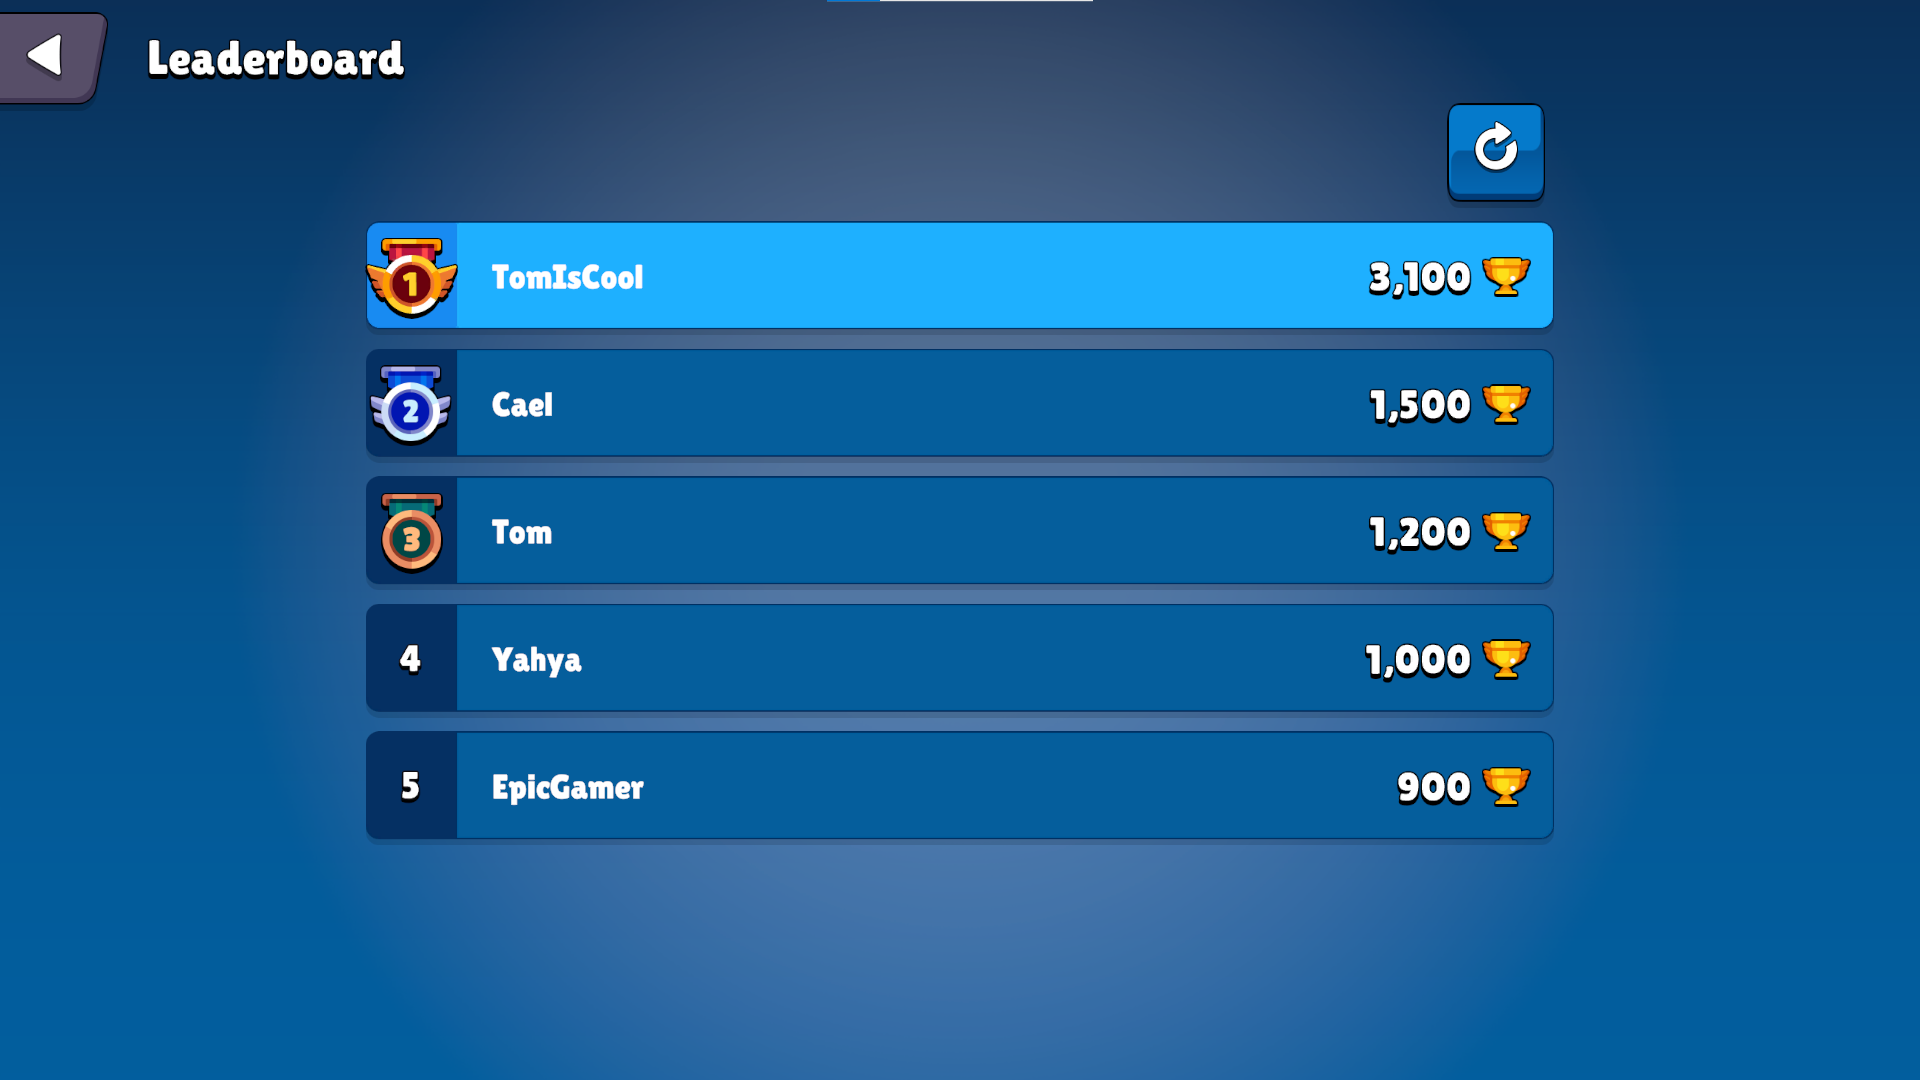 Leaderboard
1 TomIsCool 3,100
2 Cael 1,500
3 Tom 1,200
4 Yahya 1,000
5 EpicGamer 900